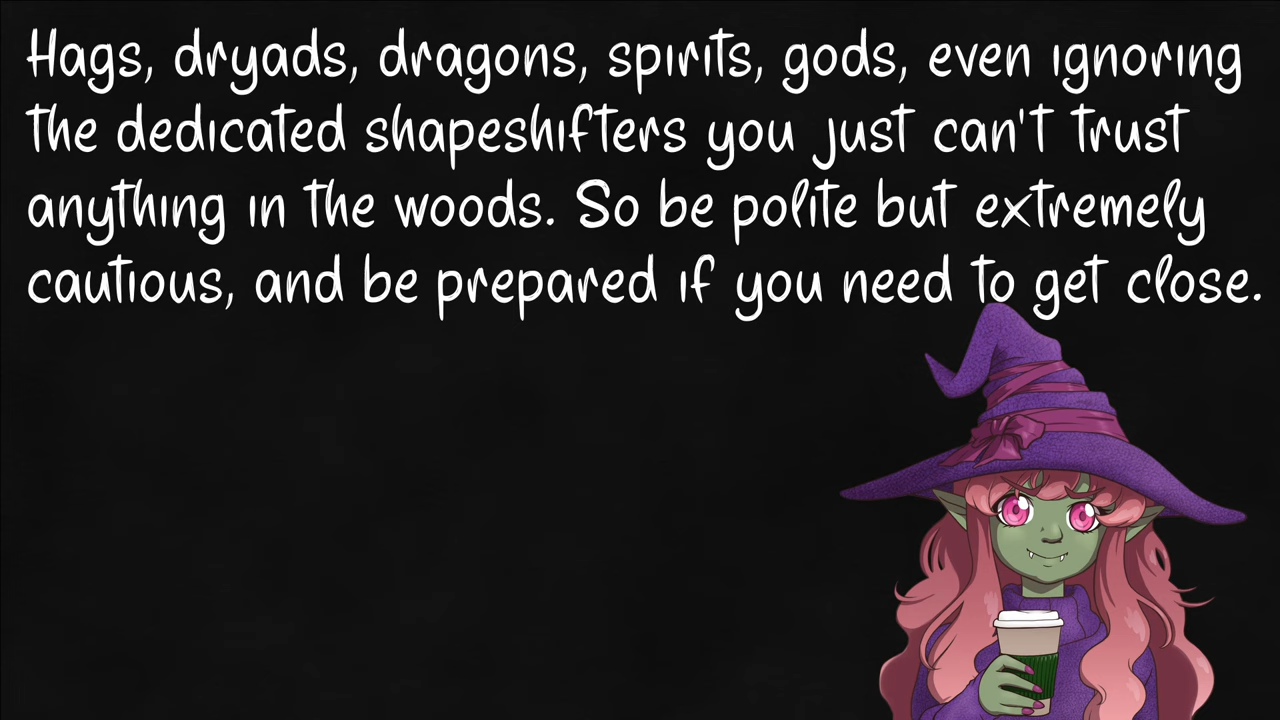 Hags, dryads, dragons, spirits, gods, even ignoring
the dedicated shapeshifters you just can't trust
anything in the woods. So be polite but extremely
cautious, and be prepared if you need to get close.